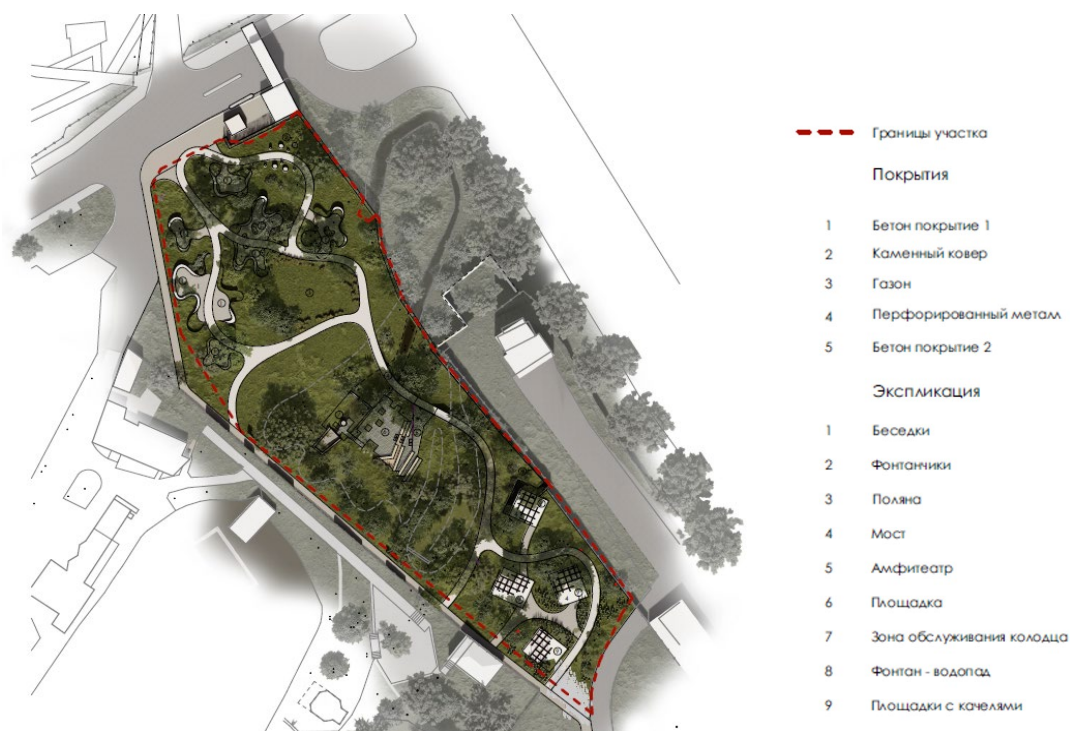 Границы участка
Покрытия
1 Бетон покрытие 1
2 Каменный ковер
3 Газон
4 Перфорированный металл
5 Бетон покрытие 2
Экспликация
1 Беседки
2 Фонтанчики
3 Поляна
4 Мост
5 Амфитеатр
6 Площадка
7 Зона обслуживания колодца
8 Фонтан - водопад
9 Площадки с качелями